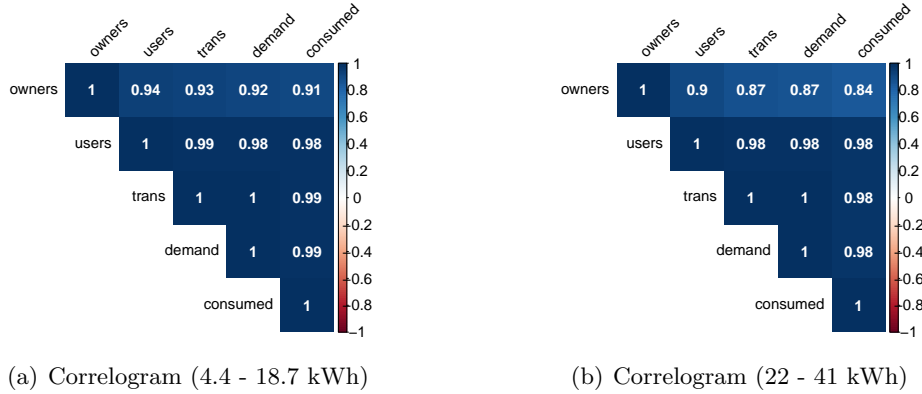 owners users trans demand consumed
owners 1 0.94 0.93 0.92 0.91
users 1 0.99 0.98 0.98
trans 1 1 0.99
demand 1 0.99
consumed 1
1
0.8
0.6
0.4
0.2
0
−0.2
−0.4
−0.6
−0.8
−1
(a) Correlogram (4.4 - 18.7 kWh)
owners users trans demand consumed
owners 1 0.9 0.87 0.87 0.84
users 1 0.98 0.98 0.98
trans 1 1 0.98
demand 1 0.98
consumed 1
1
0.8
0.6
0.4
0.2
0
−0.2
−0.4
−0.6
−0.8
−1
(b) Correlogram (22 - 41 kWh)